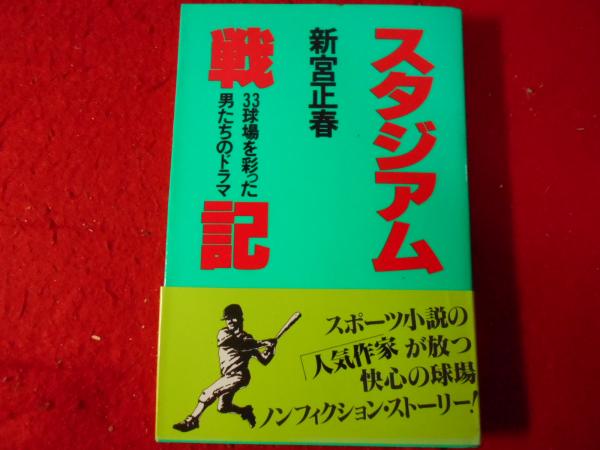 スタジアム
戦記
33球場を彩った
男たちのドラマ
新宮正春
スポーツ小説の
「人気作家」が放つ
快心の球場
ノンフィクション・ストーリー!